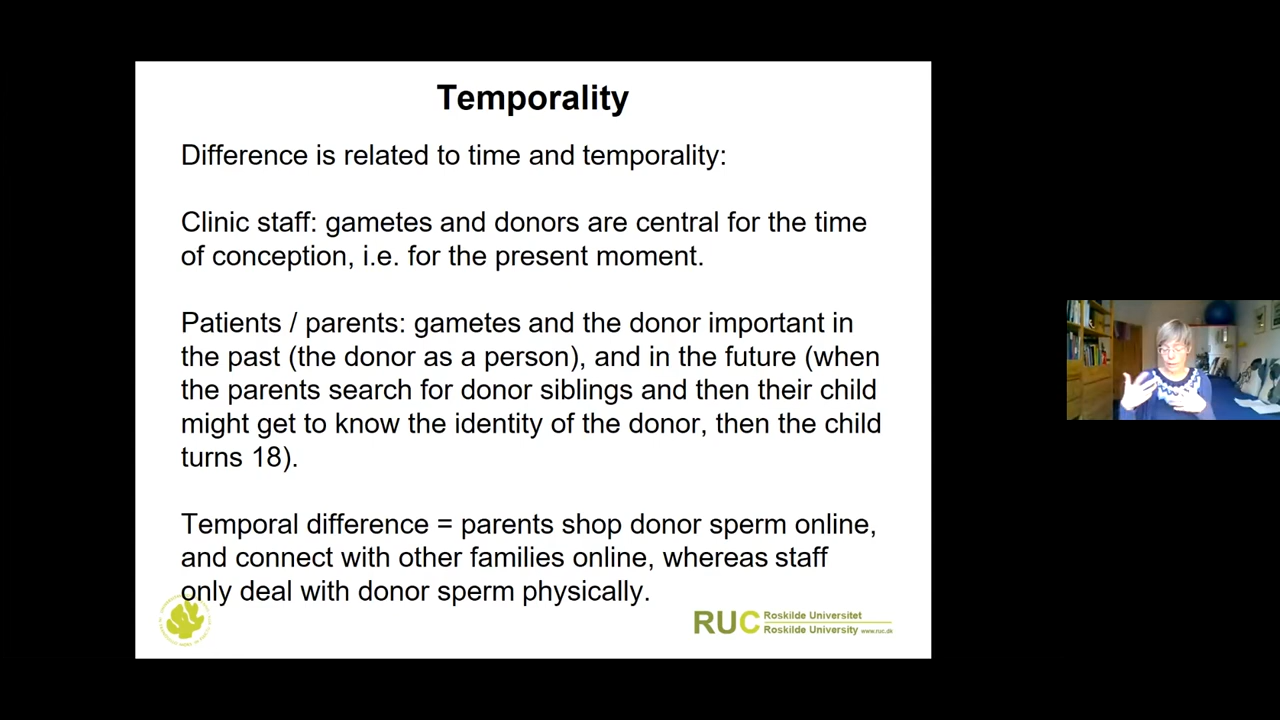 Temporality
Difference is related to time and temporality:
Clinic staff: gametes and donors are central for the time
of conception, i.e. for the present moment.
Patients / parents: gametes and the donor important in
the past (the donor as a person), and in the future (when
the parents search for donor siblings and then their child
might get to know the identity of the donor, then the child
turns 18).
Temporal difference = parents shop donor sperm online,
and connect with other families online, whereas staff
only deal with donor sperm physically.
RUC Roskilde Universitet
Roskilde University www.ruc.dk